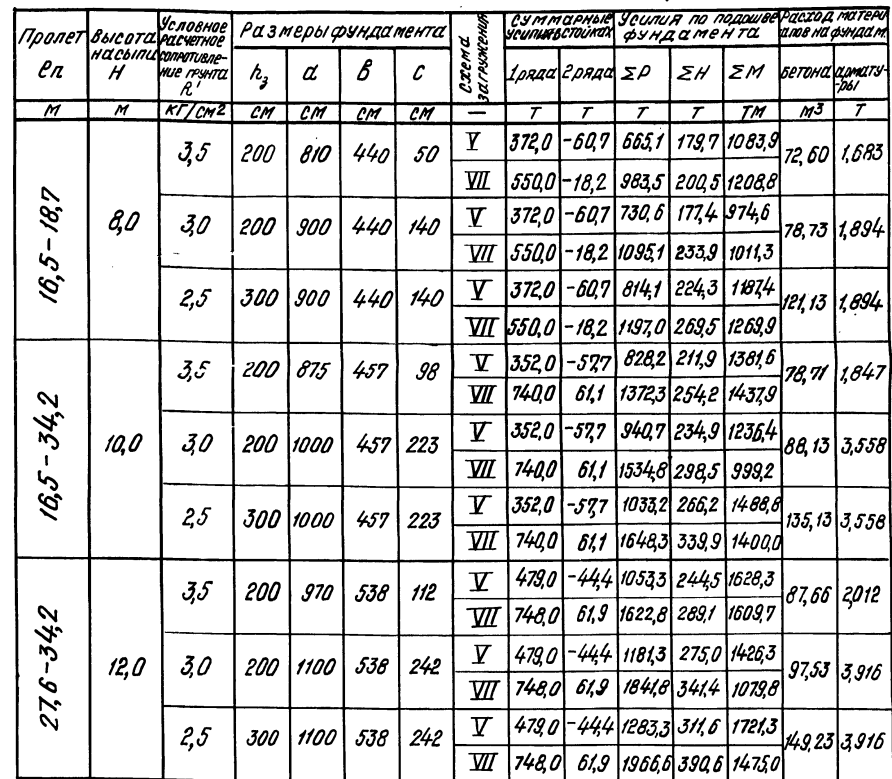 Пролет ℓп Высота насыпи H Условное расчетное сопротивление грунта R' Размеры фундамента Схема загружения Суммарные усилия в стойках Усилия по подошве фундамента Расход материалов на фундам.
h₃ d в с 1 ряда 2 ряда ΣP ΣH ΣM бетона арматуры
м м кг/см2 см см см см — Т Т Т Т ТМ м3 Т
16,5-18,7 8,0 3,5 200 810 440 50 V 372,0 -60,7 665,1 179,7 1083,9 72,60 1,683
VII 550,0 -18,2 983,5 200,5 1208,8
3,0 200 900 440 140 V 372,0 -60,7 730,6 177,4 974,6 78,73 1,894
VII 550,0 -18,2 1095,1 233,9 1011,3
2,5 300 900 440 140 V 372,0 -60,7 814,1 224,3 1187,4 121,13 1,894
VII 550,0 -18,2 1197,0 269,5 1269,9
16,5-34,2 10,0 3,5 200 875 457 98 V 352,0 -57,7 828,2 211,9 1381,6 78,71 1,847
VII 740,0 61,1 1372,3 254,2 1437,9
3,0 200 1000 457 223 V 352,0 -57,7 940,7 234,9 1236,4 88,13 3,558
VII 740,0 61,1 1534,8 298,5 999,2
2,5 300 1000 457 223 V 352,0 -57,7 1033,2 266,2 1488,8 135,13 3,558
VII 740,0 61,1 1648,3 339,9 1400,0
27,6-34,2 12,0 3,5 200 970 538 112 V 479,0 -44,4 1053,3 244,5 1628,3 87,66 2,012
VII 748,0 61,9 1622,8 289,1 1609,7
3,0 200 1100 538 242 V 479,0 -44,4 1181,3 275,0 1426,3 97,53 3,916
VII 748,0 61,9 1841,8 341,4 1079,8
2,5 300 1100 538 242 V 479,0 -44,4 1283,3 311,6 1721,3 149,23 3,916
VII 748,0 61,9 1966,6 390,6 1475,0